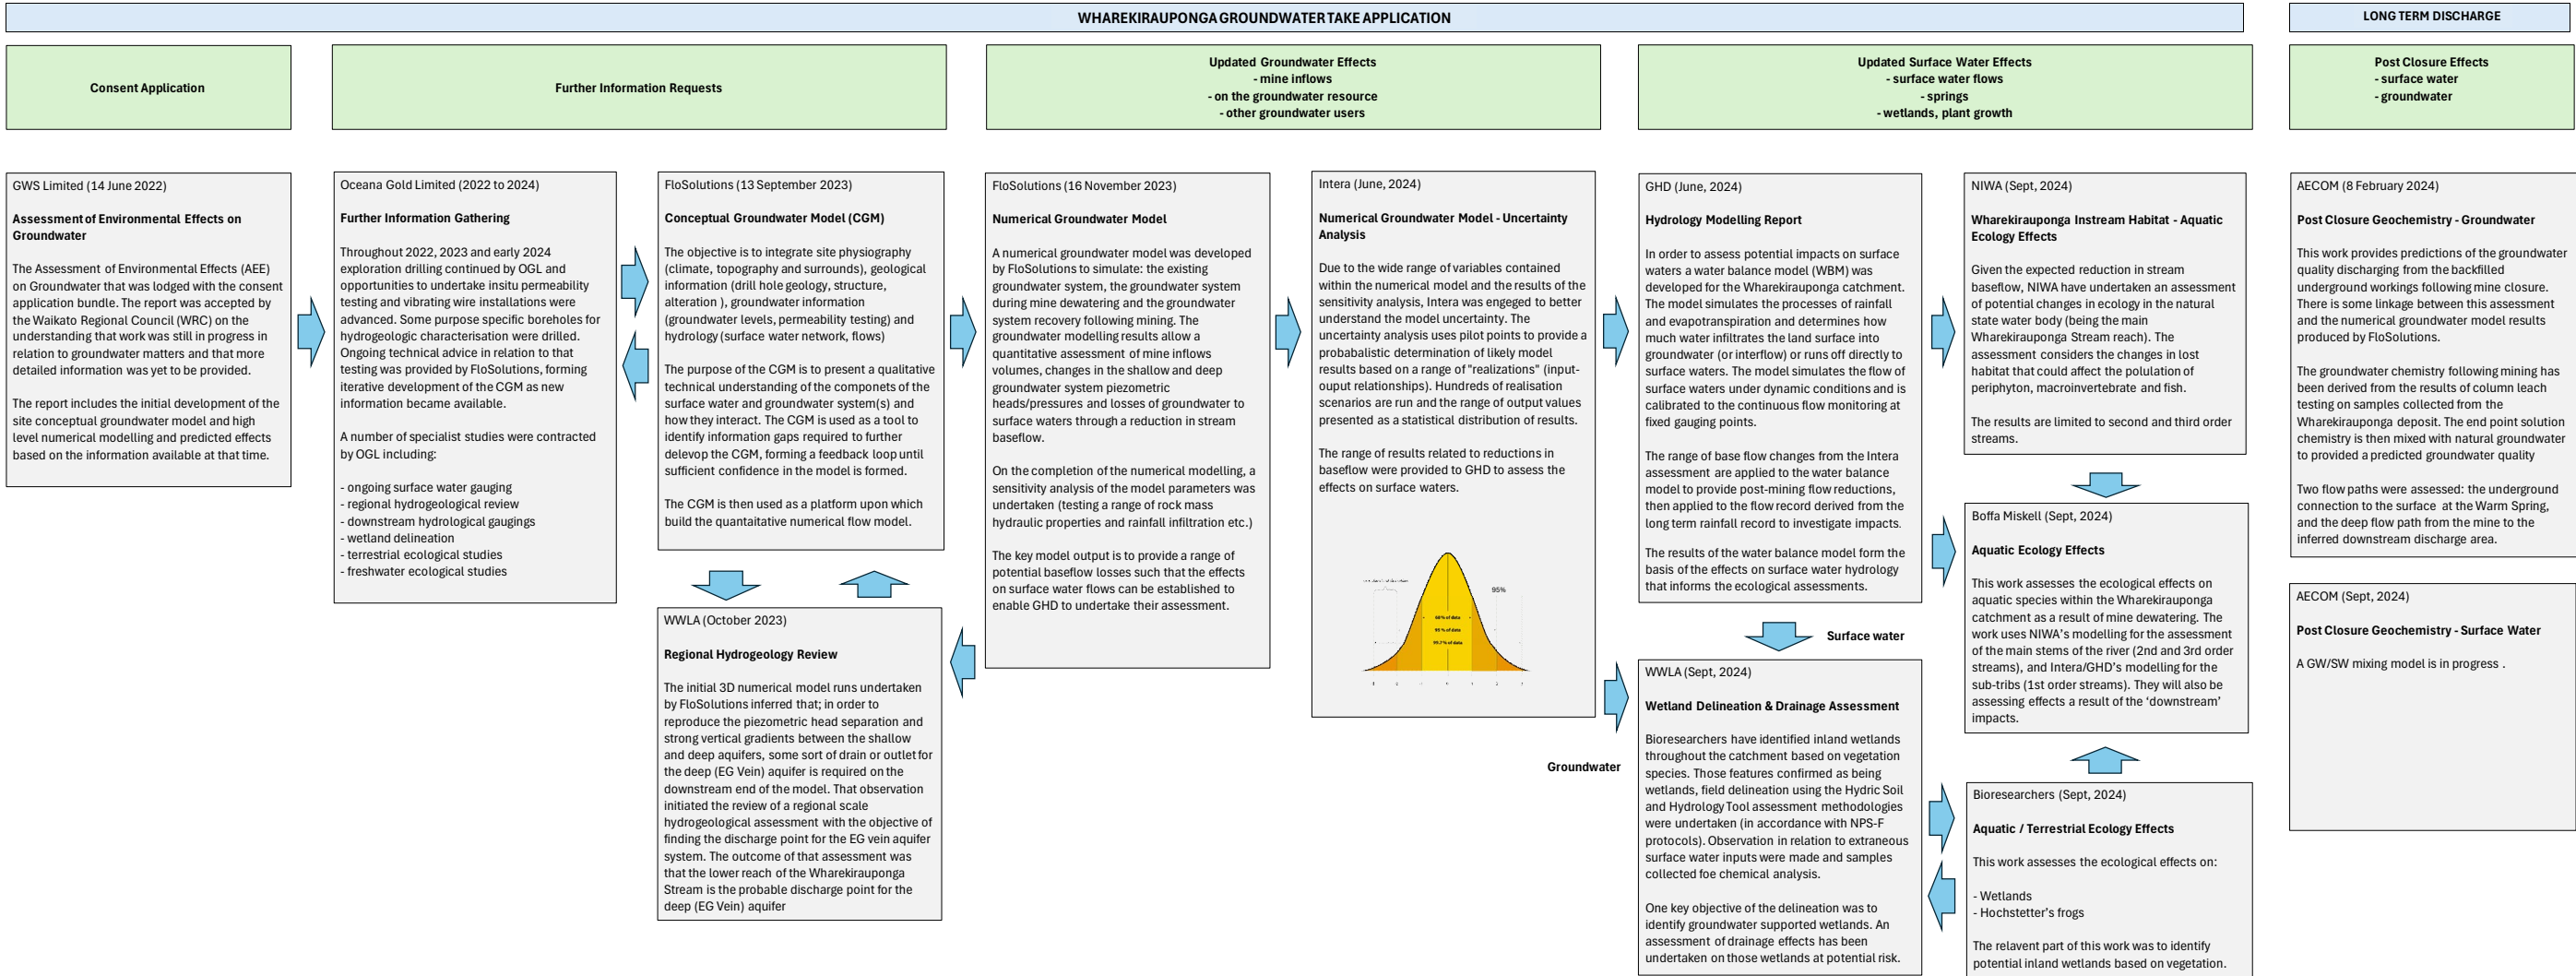 WHAREKIRAUPONGA GROUNDWATER TAKE APPLICATION
LONG TERM DISCHARGE
Consent Application
Further Information Requests
Updated Groundwater Effects
- mine inflows
- on the groundwater resource
- other groundwater users
Updated Surface Water Effects
- surface water flows
- springs
- wetlands, plant growth
Post Closure Effects
- surface water
- groundwater
GWS Limited (14 June 2022)
Assessment of Environmental Effects on
Groundwater
The Assessment of Environmental Effects (AEE)
on Groundwater that was lodged with the consent
application bundle. The report was accepted by
the Waikato Regional Council (WRC) on the
understanding that work was still in progress in
relation to groundwater matters and that more
detailed information was yet to be provided.
The report includes the initial development of the
site conceptual groundwater model and high
level numerical modelling and predicted effects
based on the information available at that time.
Oceana Gold Limited (2022 to 2024)
Further Information Gathering
Throughout 2022, 2023 and early 2024
exploration drilling continued by OGL and
opportunities to undertake insitu permeability
testing and vibrating wire installations were
advanced. Some purpose specific boreholes for
hydrogeologic characterisation were drilled.
Ongoing technical advice in relation to that
testing was provided by FloSolutions, forming
iterative development of the CGM as new
information became available.
A number of specialist studies were contracted
by OGL including:
- ongoing surface water gauging
- regional hydrogeological review
- downstream hydrological gaugings
- wetland delineation
- terrestrial ecological studies
- freshwater ecological studies
FloSolutions (13 September 2023)
Conceptual Groundwater Model (CGM)
The objective is to integrate site physiography
(climate, topography and surrounds), geological
information (drill hole geology, structure,
alteration ), groundwater information
(groundwater levels, permeability testing) and
hydrology (surface water network, flows)
The purpose of the CGM is to present a qualitative
technical understanding of the componets of the
surface water and groundwater system(s) and
how they interact. The CGM is used as a tool to
identify information gaps required to further
delevop the CGM, forming a feedback loop until
sufficient confidence in the model is formed.
The CGM is then used as a platform upon which
build the quantaitative numerical flow model.
WWLA (October 2023)
Regional Hydrogeology Review
The initial 3D numerical model runs undertaken
by FloSolutions inferred that; in order to
reproduce the piezometric head separation and
strong vertical gradients between the shallow
and deep aquifers, some sort of drain or outlet for
the deep (EG Vein) aquifer is required on the
downstream end of the model. That observation
initiated the review of a regional scale
hydrogeological assessment with the objective of
finding the discharge point for the EG vein aquifer
system. The outcome of that assessment was
that the lower reach of the Wharekirauponga
Stream is the probable discharge point for the
deep (EG Vein) aquifer
FloSolutions (16 November 2023)
Numerical Groundwater Model
A numerical groundwater model was developed
by FloSolutions to simulate: the existing
groundwater system, the groundwater system
during mine dewatering and the groundwater
system recovery following mining. The
groundwater modelling results allow a
quantitative assessment of mine inflows
volumes, changes in the shallow and deep
groundwater system piezometric
heads/pressures and losses of groundwater to
surface waters through a reduction in stream
baseflow.
On the completion of the numerical modelling, a
sensitivity analysis of the model parameters was
undertaken (testing a range of rock mass
hydraulic properties and rainfall infiltration etc.)
The key model output is to provide a range of
potential baseflow losses such that the effects
on surface water flows can be established to
enable GHD to undertake their assessment.
Intera (June, 2024)
Numerical Groundwater Model - Uncertainty
Analysis
Due to the wide range of variables contained
within the numerical model and the results of the
sensitivity analysis, Intera was engeged to better
understand the model uncertainty. The
uncertainty analysis uses pilot points to provide a
probabalistic determination of likely model
results based on a range of "realizations" (input-
ouput relationships). Hundreds of realisation
scenarios are run and the range of output values
presented as a statistical distribution of results.
The range of results related to reductions in
baseflow were provided to GHD to assess the
effects on surface waters.
95%
68% of data
95% of data
99.7% of data
Groundwater
GHD (June, 2024)
Hydrology Modelling Report
In order to assess potential impacts on surface
waters a water balance model (WBM) was
developed for the Wharekirauponga catchment.
The model simulates the processes of rainfall
and evapotranspiration and determines how
much water infiltrates the land surface into
groundwater (or interflow) or runs off directly to
surface waters. The model simulates the flow of
surface waters under dynamic conditions and is
calibrated to the continuous flow monitoring at
fixed gauging points.
The range of base flow changes from the Intera
assessment are applied to the water balance
model to provide post-mining flow reductions,
then applied to the flow record derived from the
long term rainfall record to investigate impacts.
The results of the water balance model form the
basis of the effects on surface water hydrology
that informs the ecological assessments.
Surface water
WWLA (Sept, 2024)
Wetland Delineation & Drainage Assessment
Bioresearchers have identified inland wetlands
throughout the catchment based on vegetation
species. Those features confirmed as being
wetlands, field delineation using the Hydric Soil
and Hydrology Tool assessment methodologies
were undertaken (in accordance with NPS-F
protocols). Observation in relation to extraneous
surface water inputs were made and samples
collected foe chemical analysis.
One key objective of the delineation was to
identify groundwater supported wetlands. An
assessment of drainage effects has been
undertaken on those wetlands at potential risk.
NIWA (Sept, 2024)
Wharekirauponga Instream Habitat - Aquatic
Ecology Effects
Given the expected reduction in stream
baseflow, NIWA have undertaken an assessment
of potential changes in ecology in the natural
state water body (being the main
Wharekirauponga Stream reach). The
assessment considers the changes in lost
habitat that could affect the polulation of
periphyton, macroinvertebrate and fish.
The results are limited to second and third order
streams.
Boffa Miskell (Sept, 2024)
Aquatic Ecology Effects
This work assesses the ecological effects on
aquatic species within the Wharekirauponga
catchment as a result of mine dewatering. The
work uses NIWA's modelling for the assessment
of the main stems of the river (2nd and 3rd order
streams), and Intera/GHD's modelling for the
sub-tribs (1st order streams). They will also be
assessing effects a result of the 'downstream'
impacts.
Bioresearchers (Sept, 2024)
Aquatic / Terrestrial Ecology Effects
This work assesses the ecological effects on:
- Wetlands
- Hochstetter's frogs
The relavent part of this work was to identify
potential inland wetlands based on vegetation.
AECOM (8 February 2024)
Post Closure Geochemistry - Groundwater
This work provides predictions of the groundwater
quality discharging from the backfilled
underground workings following mine closure.
There is some linkage between this assessment
and the numerical groundwater model results
produced by FloSolutions.
The groundwater chemistry following mining has
been derived from the results of column leach
testing on samples collected from the
Wharekirauponga deposit. The end point solution
chemistry is then mixed with natural groundwater
to provided a predicted groundwater quality
Two flow paths were assessed: the underground
connection to the surface at the Warm Spring,
and the deep flow path from the mine to the
inferred downstream discharge area.
AECOM (Sept, 2024)
Post Closure Geochemistry - Surface Water
A GW/SW mixing model is in progress .